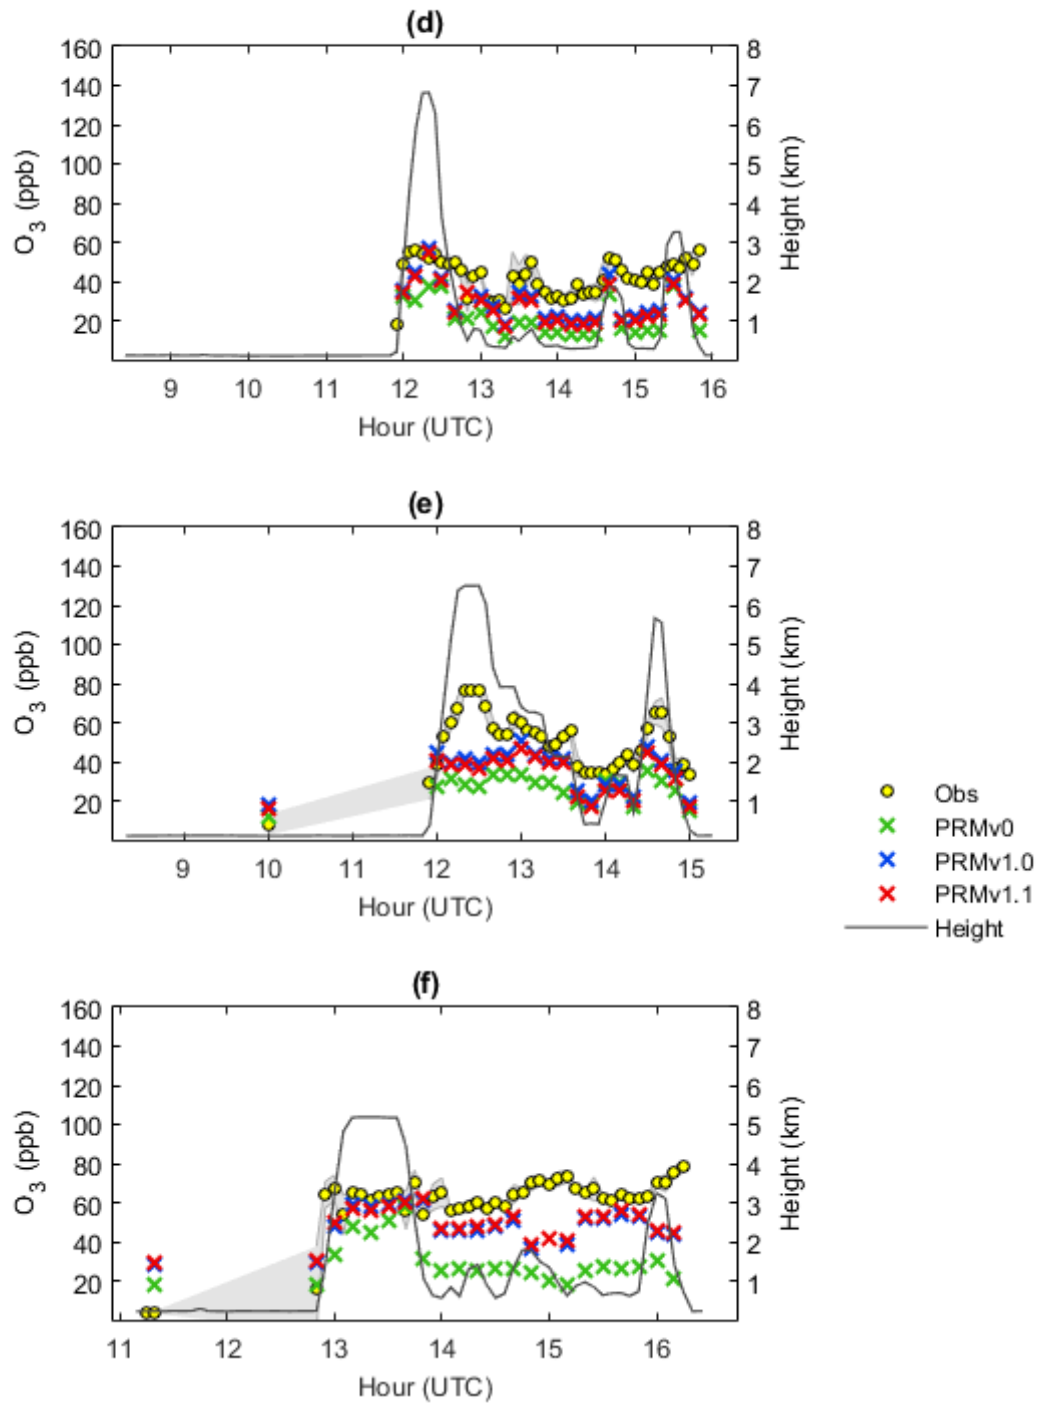 (d)
160 140 120 100 80 60 40 20
O3 (ppb)
8 7 6 5 4 3 2 1
Height (km)
9 10 11 12 13 14 15 16
Hour (UTC)
(e)
160 140 120 100 80 60 40 20
O3 (ppb)
8 7 6 5 4 3 2 1
Height (km)
9 10 11 12 13 14 15
Hour (UTC)
Obs
PRMv0
PRMv1.0
PRMv1.1
Height
(f)
160 140 120 100 80 60 40 20
O3 (ppb)
8 7 6 5 4 3 2 1
Height (km)
11 12 13 14 15 16
Hour (UTC)